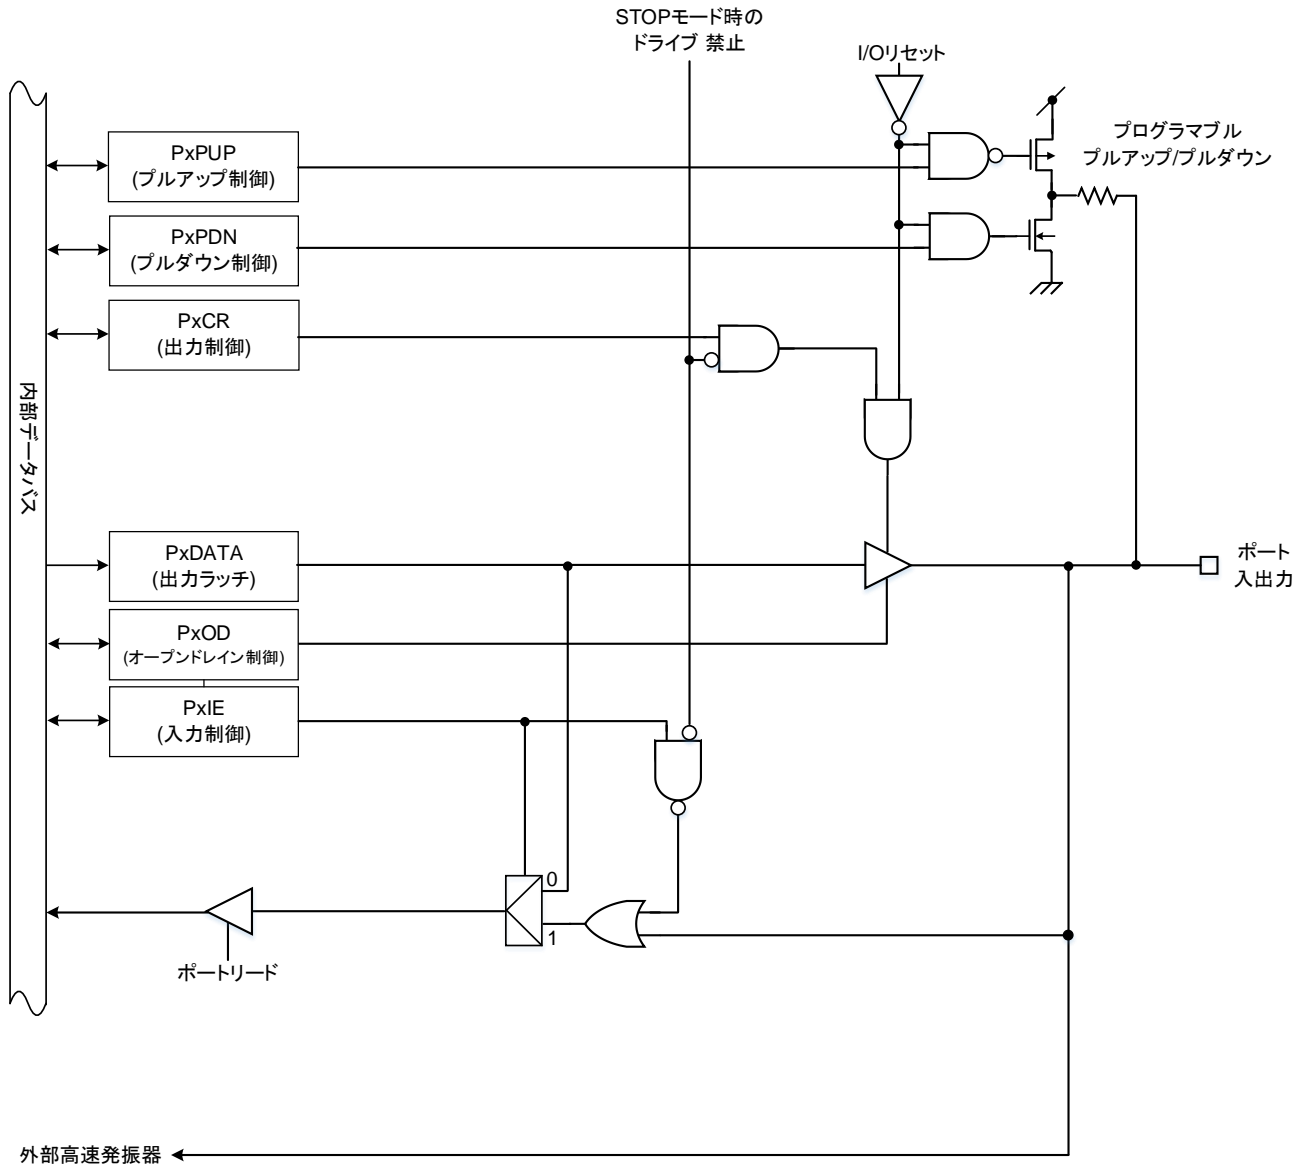 STOPモード時の
ドライブ 禁止
I/Oリセット
プログラマブル
プルアップ/プルダウン
PxPUP
(プルアップ制御)
PxPDN
(プルダウン制御)
PxCR
(出力制御)
内部データバス
PxDATA
(出力ラッチ)
ポート
入出力
PxOD
(オープンドレイン制御)
PxIE
(入力制御)
0
1
ポートリード
外部高速発振器